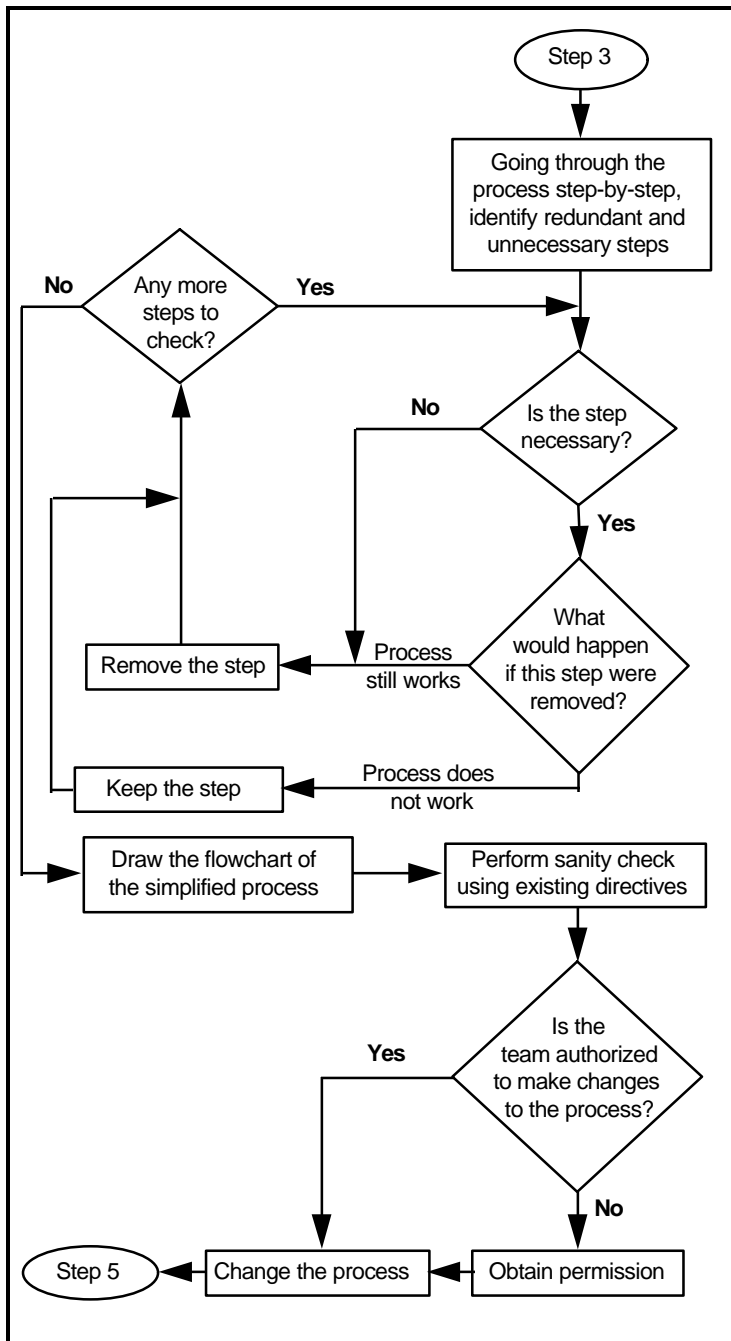 Step 3
Going through the
process step-by-step,
identify redundant and
unnecessary steps
No
Any more
steps to
check?
Yes
No
Is the step
necessary?
Yes
What
would happen
if this step were
removed?
Process
still works
Remove the step
Process does
not work
Keep the step
Draw the flowchart of
the simplified process
Perform sanity check
using existing directives
Is the
team authorized
to make changes
to the process?
Yes
No
Step 5
Change the process
Obtain permission